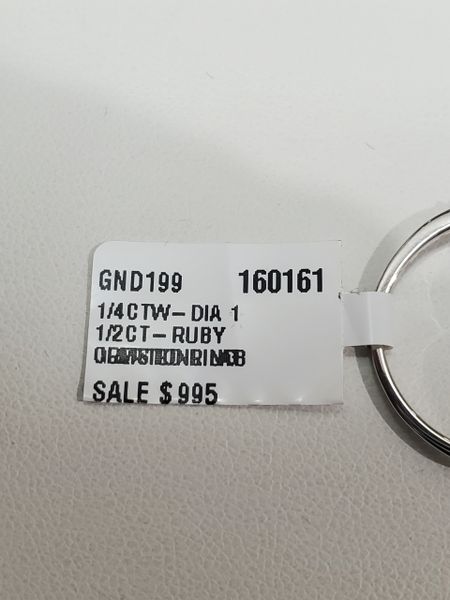 GND199 160161
1/4CTW-DIA 1
1/2CT-RUBY
SALE $995